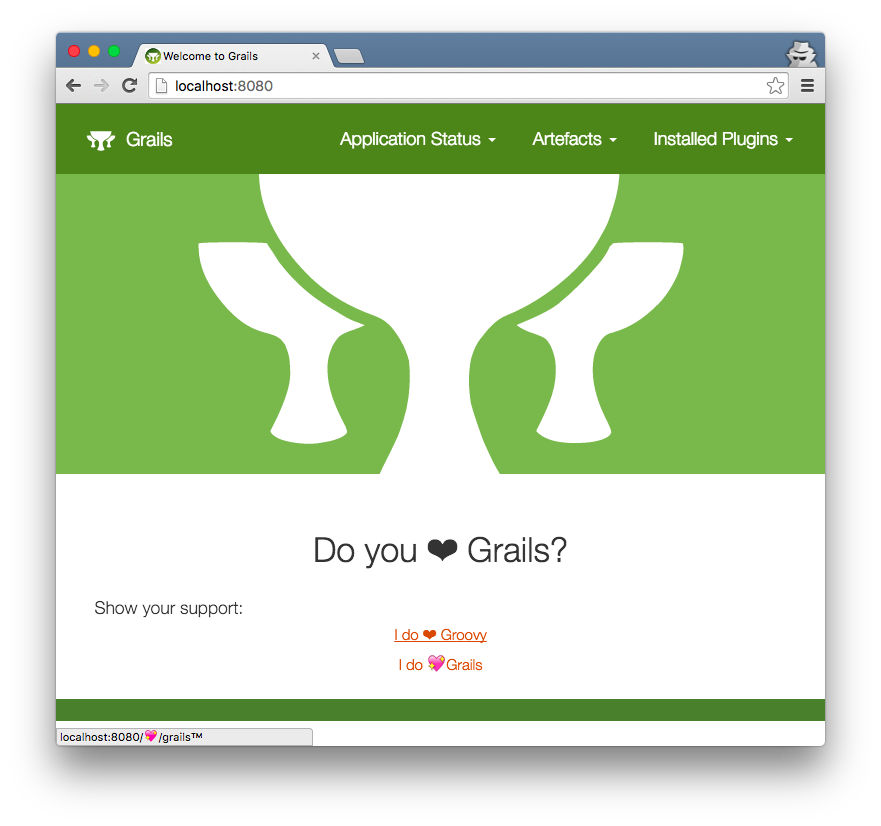 Welcome to Grails
localhost:8080
Grails Application Status Artefacts Installed Plugins
Do you ❤ Grails?
Show your support:
I do ❤ Groovy
I do 💖Grails
localhost:8080/💖/grails™